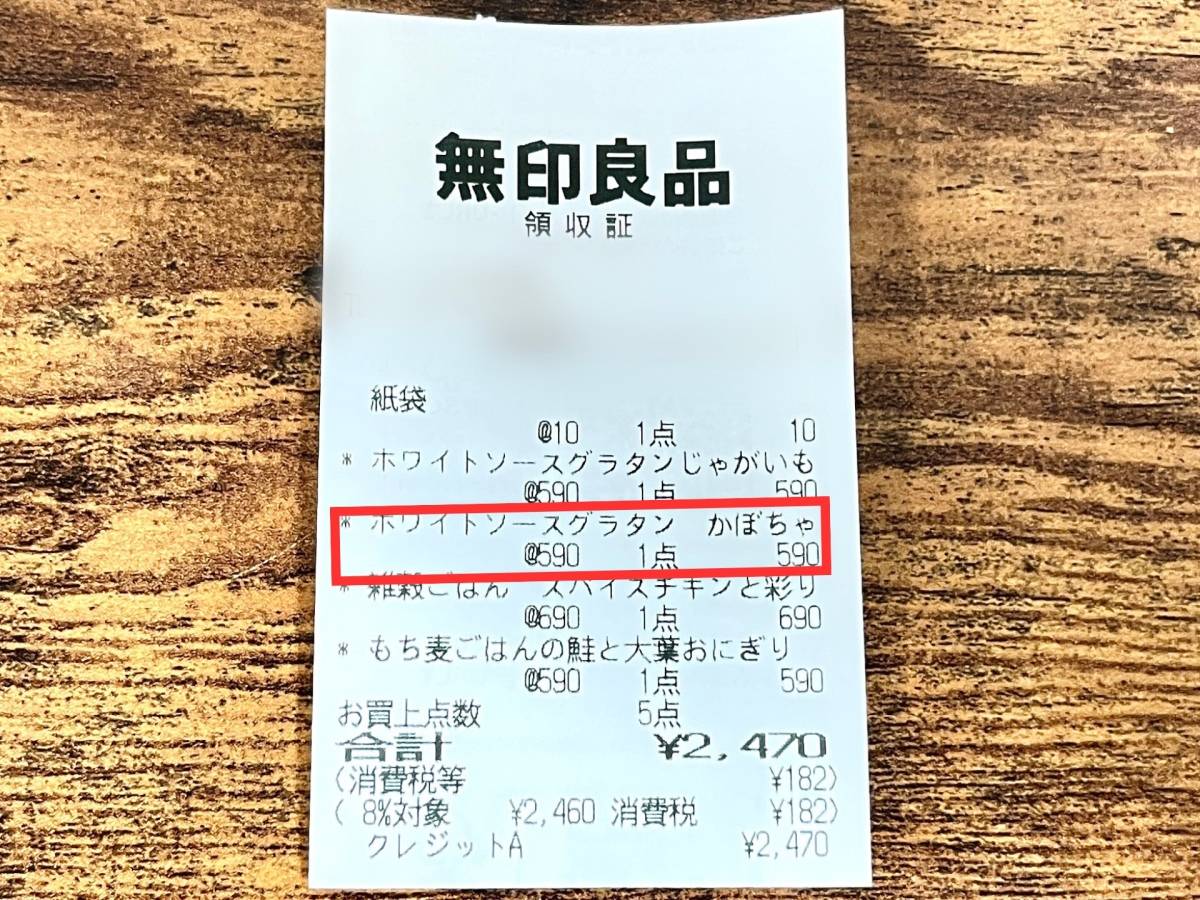 無印良品
領収証
紙袋
@10 1点 10
* ホワイトソースグラタンじゃがいも
@590 1点 590
* ホワイトソースグラタン かぼちゃ
@590 1点 590
* 雑穀ごはん スパイスチキンと彩り
@690 1点 690
* もち麦ごはんの鮭と大葉おにぎり
@590 1点 590
お買上点数 5点
合計 ¥2,470
(消費税等 ¥182)
( 8%対象 ¥2,460 消費税 ¥182)
クレジットA ¥2,470